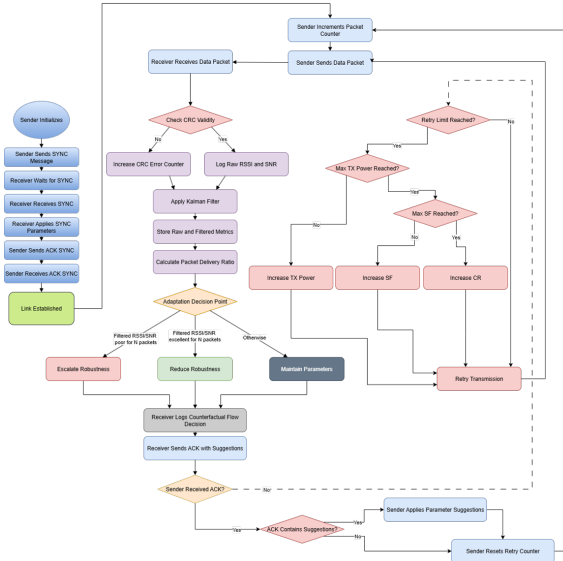 Sender Increments Packet
Counter
Receiver Receives Data Packet
Sender Sends Data Packet
Sender Initializes
Check CRC Validity
Retry Limit Reached?
No
Yes
Yes
No
Sender Sends SYNC
Message
Increase CRC Error Counter
Log Raw RSSI and SNR
Max TX Power Reached?
Receiver Waits for SYNC
Yes
Receiver Receives SYNC
Apply Kalman Filter
Max SF Reached?
Receiver Applies SYNC
Parameters
Store Raw and Filtered Metrics
No
No
Yes
Sender Sends ACK SYNC
Calculate Packet Delivery Ratio
Sender Receives ACK SYNC
Increase TX Power
Increase SF
Increase CR
Link Established
Adaptation Decision Point
Filtered RSSI/SNR
poor for N packets
Filtered RSSI/SNR
excellent for N packets
Otherwise
Escalate Robustness
Reduce Robustness
Maintain Parameters
Retry Transmission
Receiver Logs Counterfactual Flow
Decision
Receiver Sends ACK with Suggestions
Sender Received ACK?
No
Yes
ACK Contains Suggestions?
Yes
No
Sender Applies Parameter Suggestions
Sender Resets Retry Counter